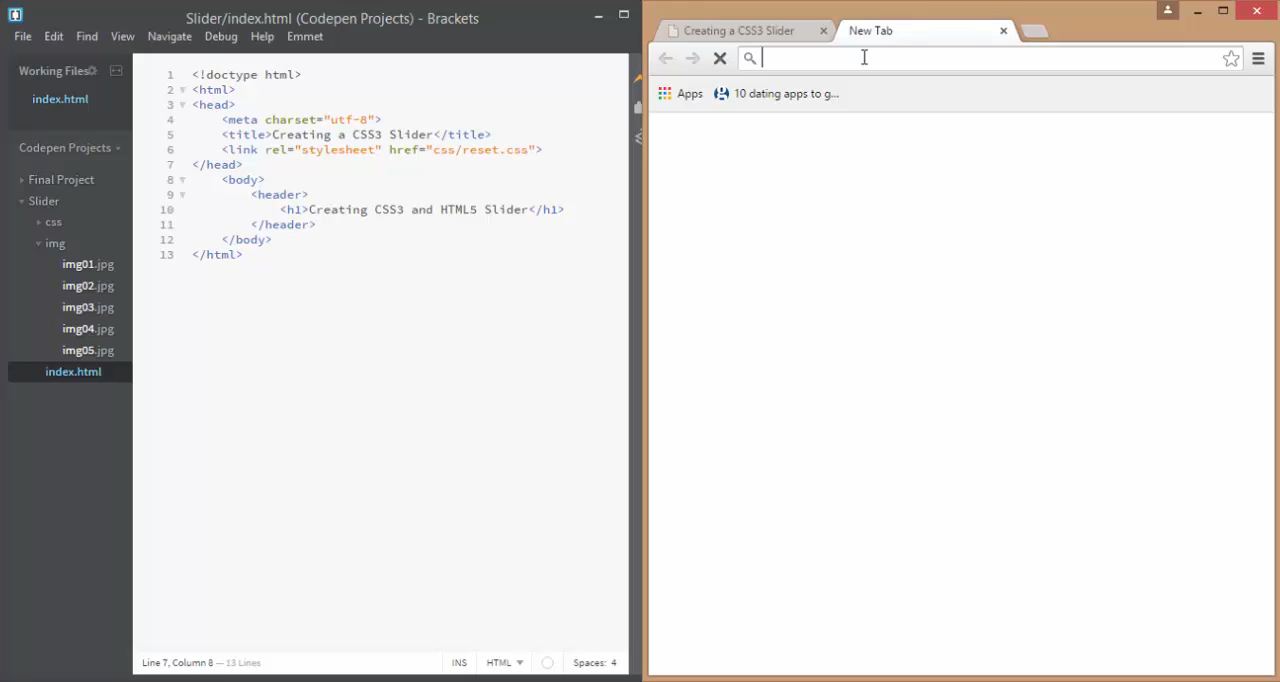 Slider/index.html (Codepen Projects) - Brackets
File Edit Find View Navigate Debug Help Emmet
Working Files
index.html
Codepen Projects
Final Project
Slider
css
img
img01.jpg
img02.jpg
img03.jpg
img04.jpg
img05.jpg
index.html
1 <!doctype html>
2 <html>
3 <head>
4 <meta charset="utf-8">
5 <title>Creating a CSS3 Slider</title>
6 <link rel="stylesheet" href="css/reset.css">
7 </head>
8 <body>
9 <header>
10 <h1>Creating CSS3 and HTML5 Slider</h1>
11 </header>
12 </body>
13 </html>
Line 7, Column 8 — 13 Lines INS HTML Spaces: 4
Creating a CSS3 Slider New Tab
Apps 10 dating apps to g...